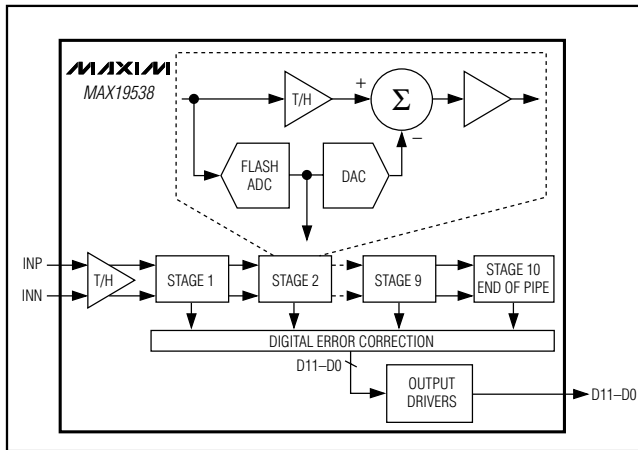 MAXIM
MAX19538
T/H
+
Σ
−
FLASH
ADC
DAC
INP
INN
T/H
STAGE 1
STAGE 2
STAGE 9
STAGE 10
END OF PIPE
DIGITAL ERROR CORRECTION
D11–D0
OUTPUT
DRIVERS
D11–D0